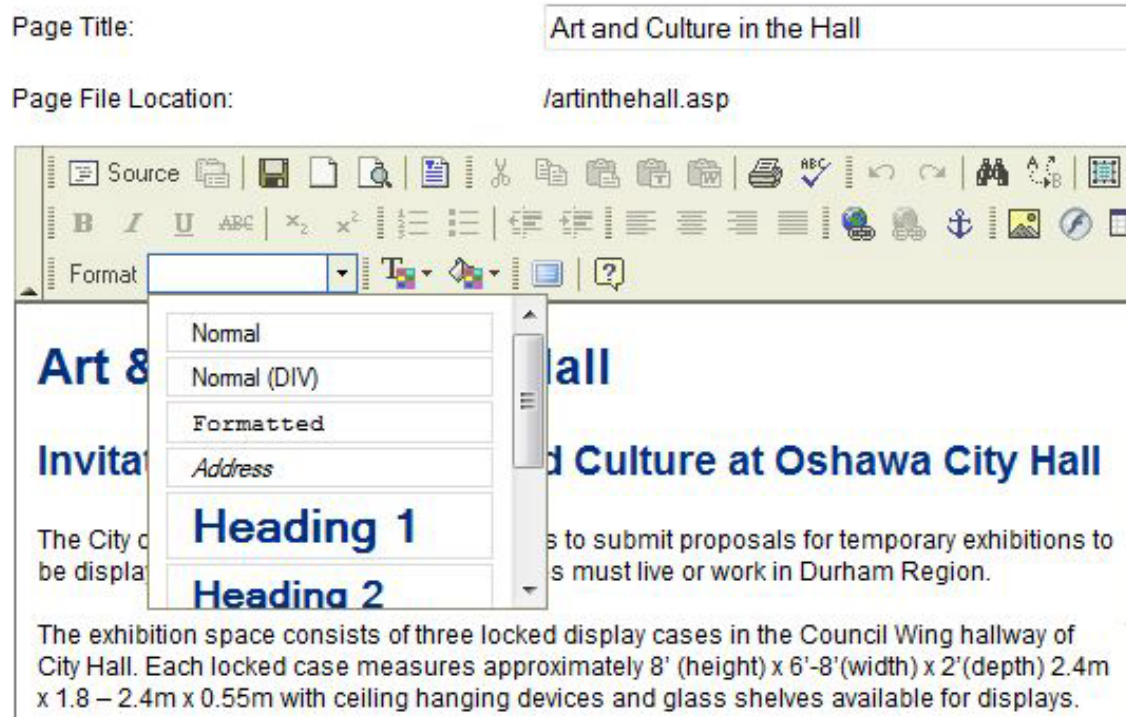 Page Title: Art and Culture in the Hall
Page File Location: /artinthehall.asp
Source ABC A B
B I U ABC x₂ x²
Format T
Normal
Normal (DIV)
Formatted
Address
Heading 1
Heading 2
Art & all
Invita d Culture at Oshawa City Hall
The City o s to submit proposals for temporary exhibitions to
be displa s must live or work in Durham Region.
The exhibition space consists of three locked display cases in the Council Wing hallway of
City Hall. Each locked case measures approximately 8’ (height) x 6’-8’(width) x 2’(depth) 2.4m
x 1.8 – 2.4m x 0.55m with ceiling hanging devices and glass shelves available for displays.